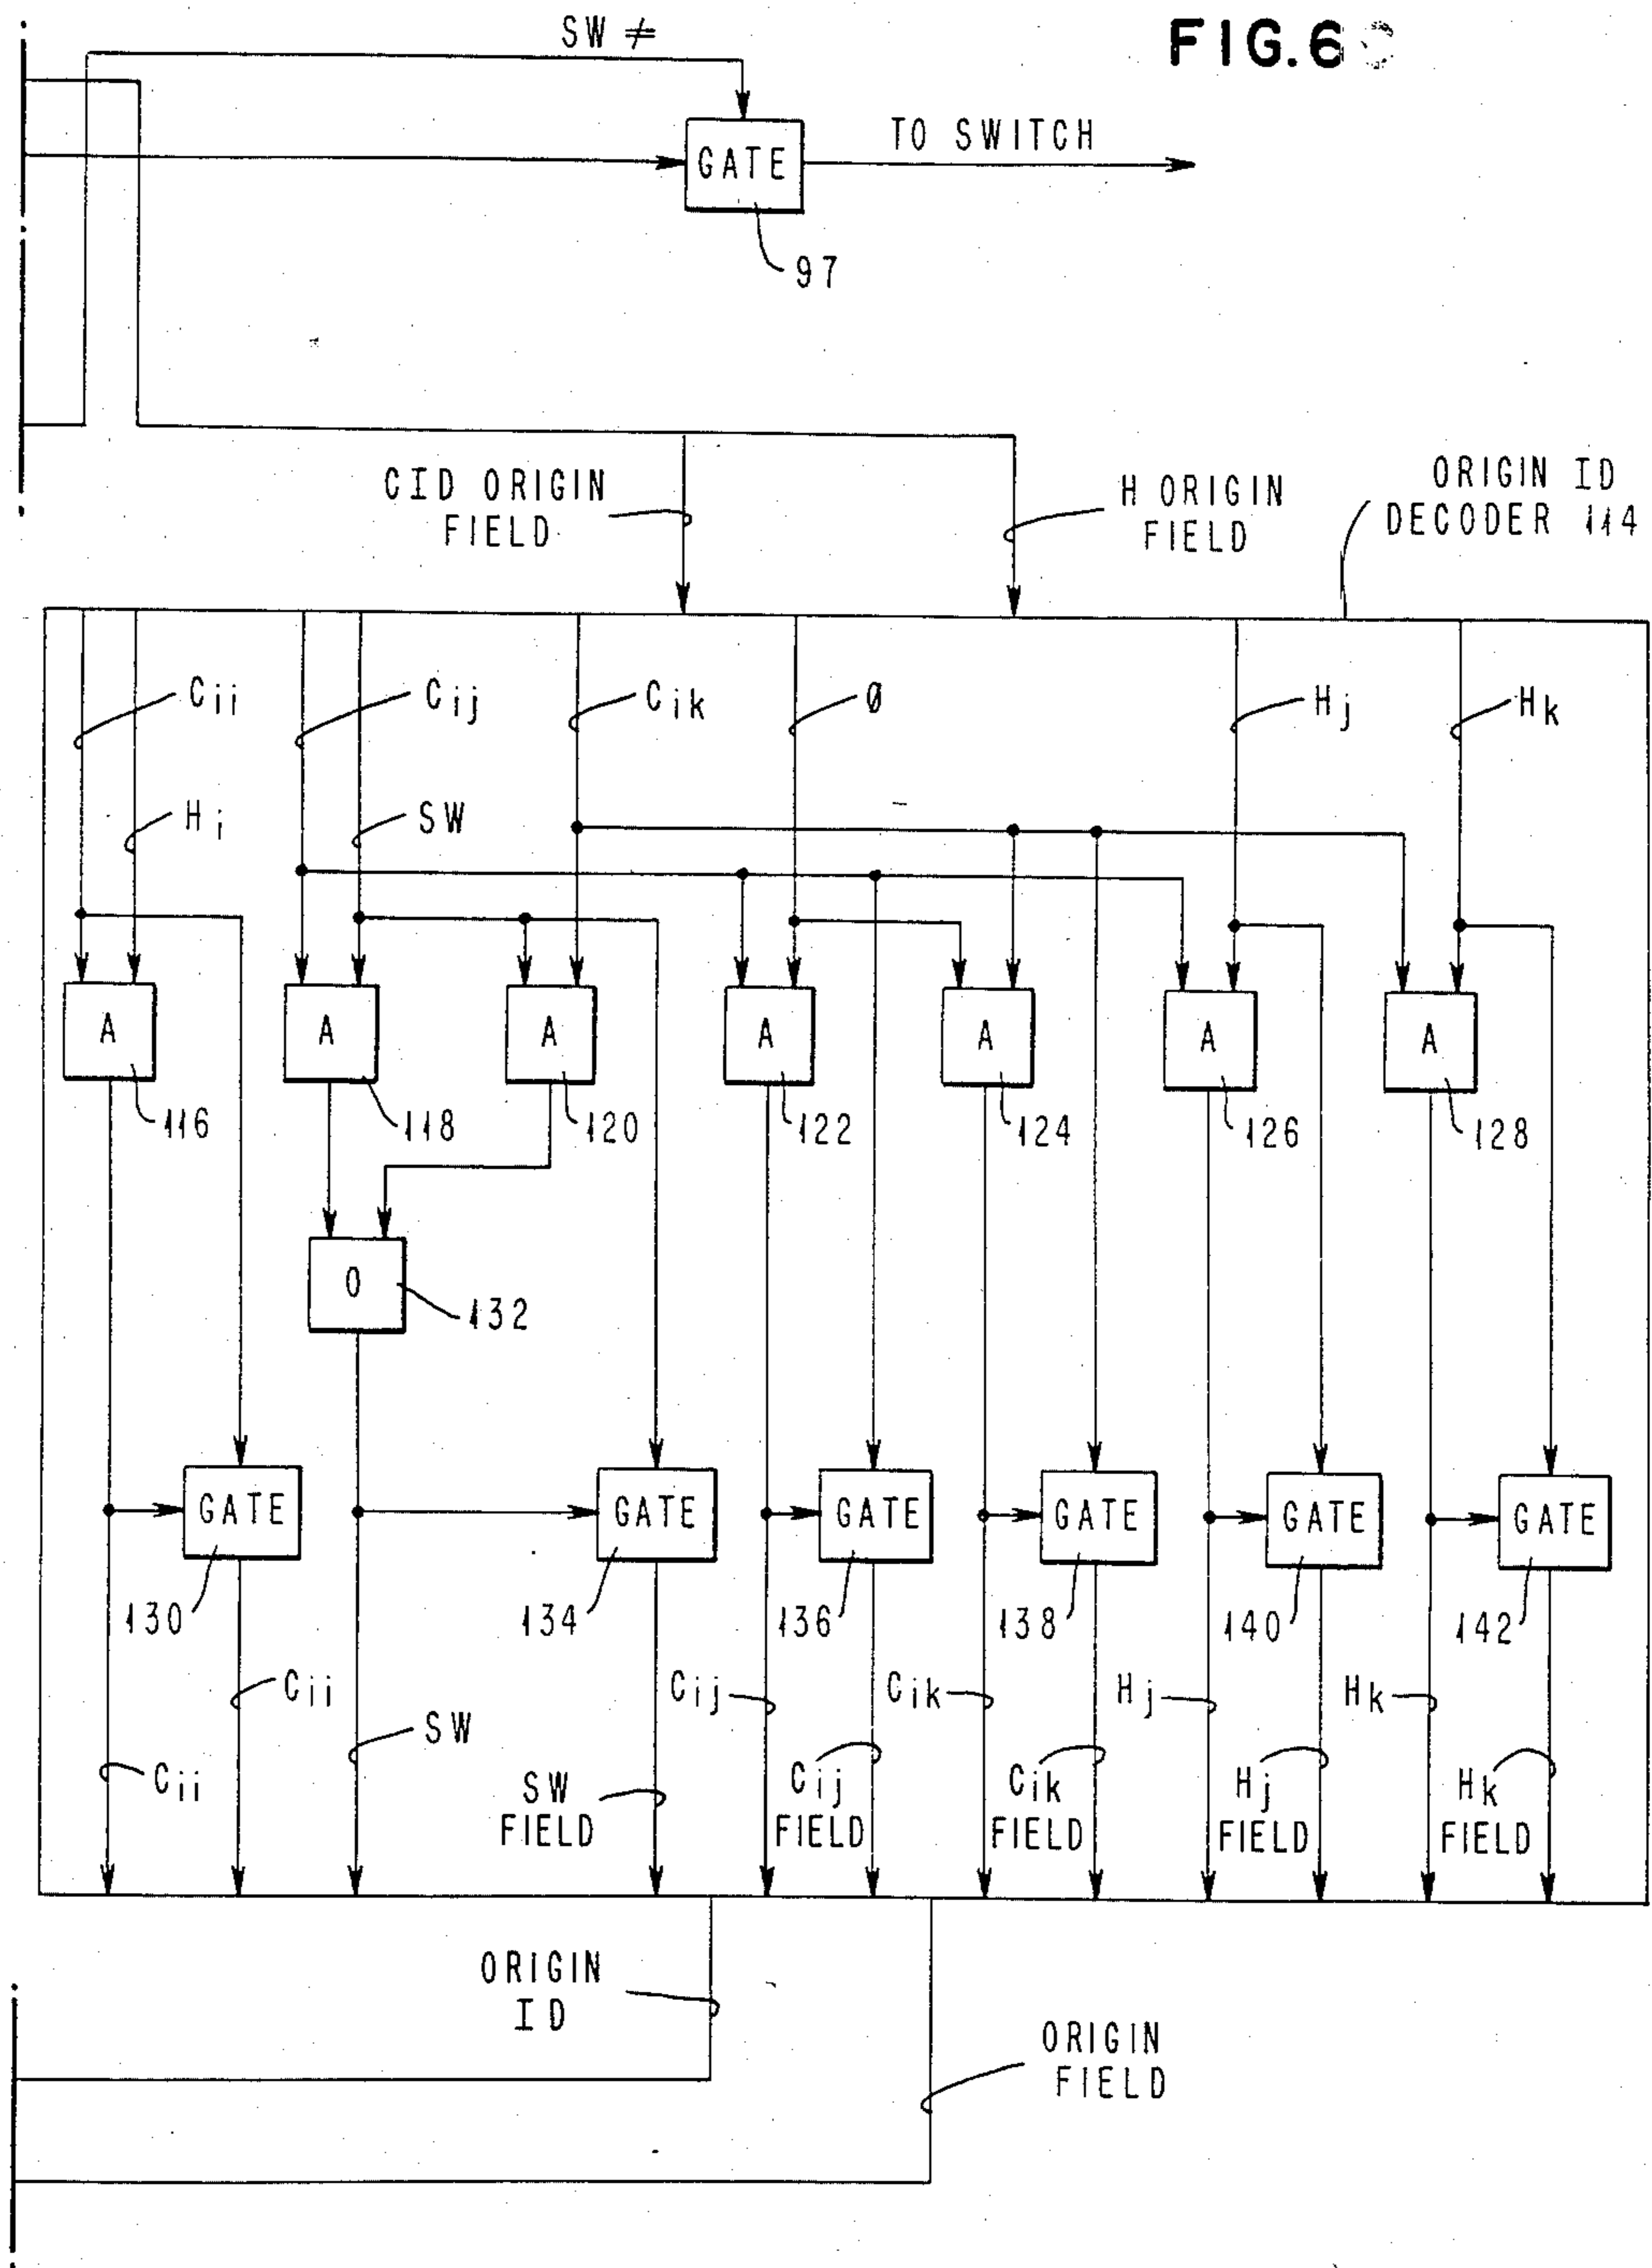 FIG.6
SW ≠
GATE
TO SWITCH
97
CID ORIGIN
FIELD
H ORIGIN
FIELD
ORIGIN ID
DECODER 114
Cii
Cij
Cik
Ø
Hj
Hk
Hi
SW
A
A
A
A
A
A
A
116
118
120
122
124
126
128
O
132
GATE
GATE
GATE
GATE
GATE
GATE
130
134
136
138
140
142
Cii
SW
Cij
Cik
Hj
Hk
Cii
SW
FIELD
Cij
FIELD
Cik
FIELD
Hj
FIELD
Hk
FIELD
ORIGIN
ID
ORIGIN
FIELD